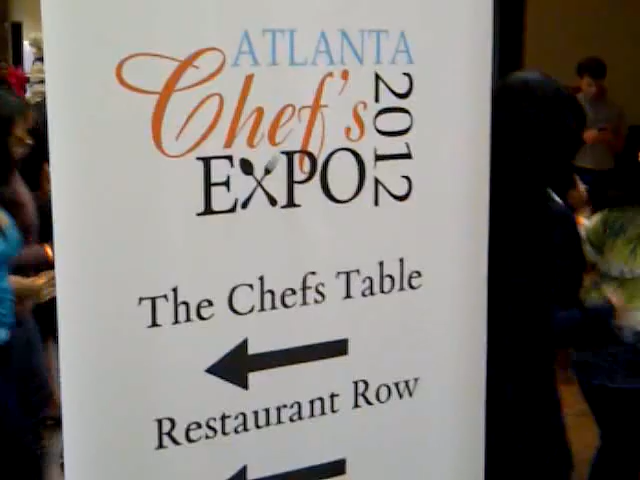 ATLANTA
Chef's
EXPO
2012
The Chefs Table
Restaurant Row